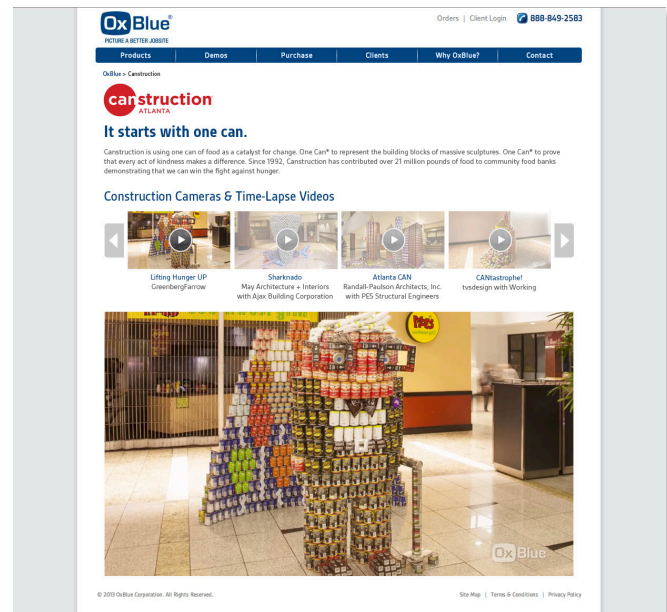 OxBlue®
PICTURE A BETTER JOBSITE
Orders | Client Login 888-849-2583
Products Demos Purchase Clients Why OxBlue? Contact
OxBlue > Canstruction
canstruction
ATLANTA
It starts with one can.
Canstruction is using one can of food as a catalyst for change. One Can* to represent the building blocks of massive sculptures. One Can* to prove
that every act of kindness makes a difference. Since 1992, Canstruction has contributed over 21 million pounds of food to community food banks
demonstrating that we can win the fight against hunger.
Construction Cameras & Time-Lapse Videos
Lifting Hunger UP
GreenbergFarrow
Sharknado
May Architecture + Interiors
with Ajax Building Corporation
Atlanta CAN
Randall-Paulson Architects, Inc.
with PES Structural Engineers
CANtastrophe!
tvsdesign with Working
Moe's
OxBlue
© 2013 OxBlue Corporation. All Rights Reserved.
Site Map | Terms & Conditions | Privacy Policy